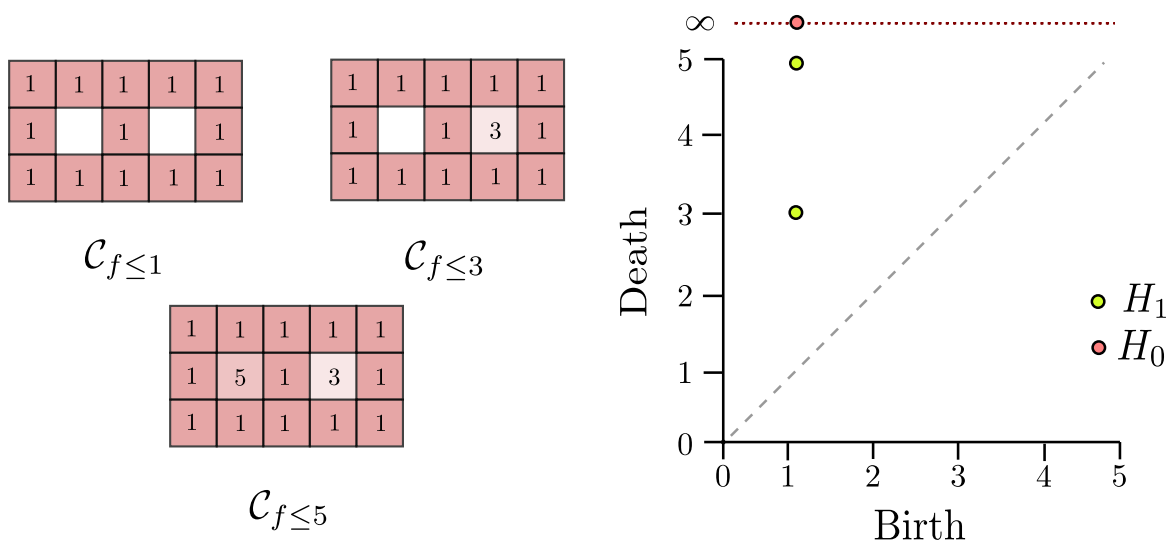 1 1 1 1 1
1 1 1
1 1 1 1 1
𝒞_{f≤1}
1 1 1 1 1
1 1 3 1
1 1 1 1 1
𝒞_{f≤3}
1 1 1 1 1
1 5 1 3 1
1 1 1 1 1
𝒞_{f≤5}
∞
5
4
3
2
1
0
Death
0 1 2 3 4 5
Birth
H₁
H₀